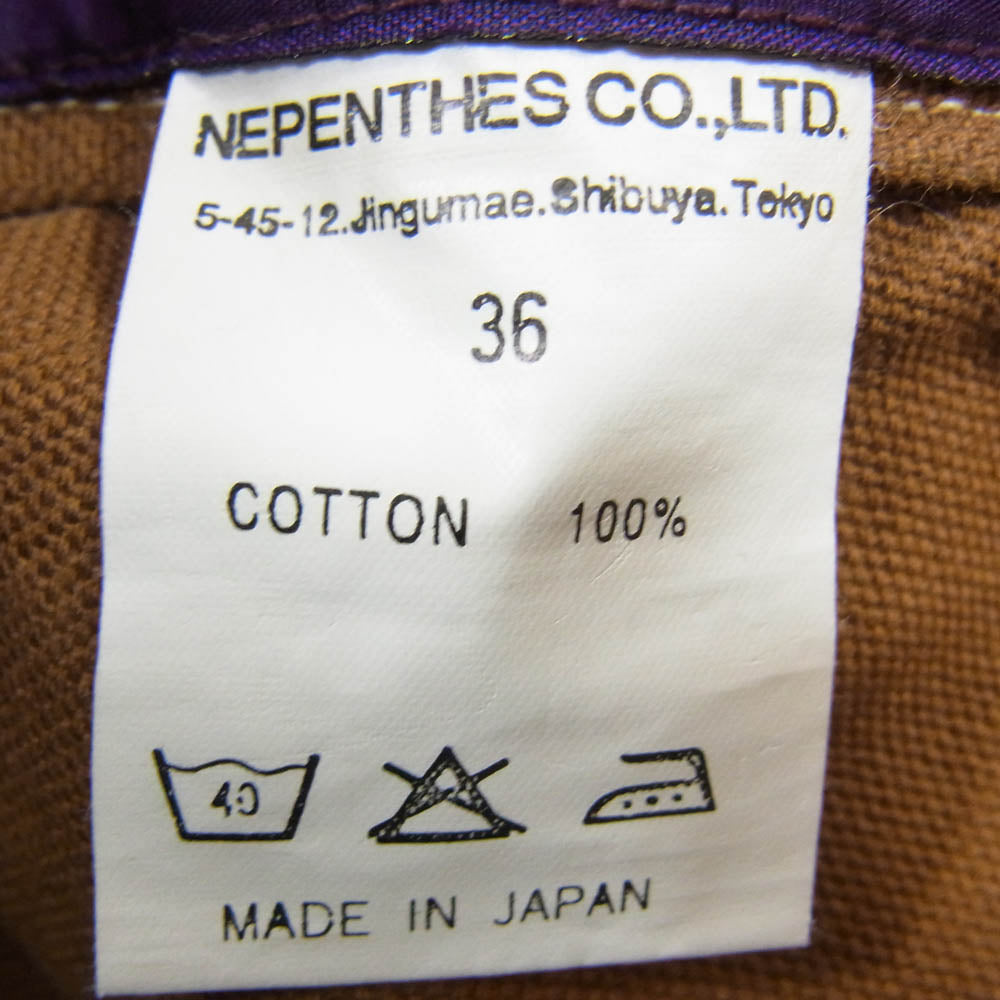 NEPENTHES CO.,LTD.
5-45-12.Jingumae.Shibuya.Tokyo
36
COTTON 100%
40
MADE IN JAPAN